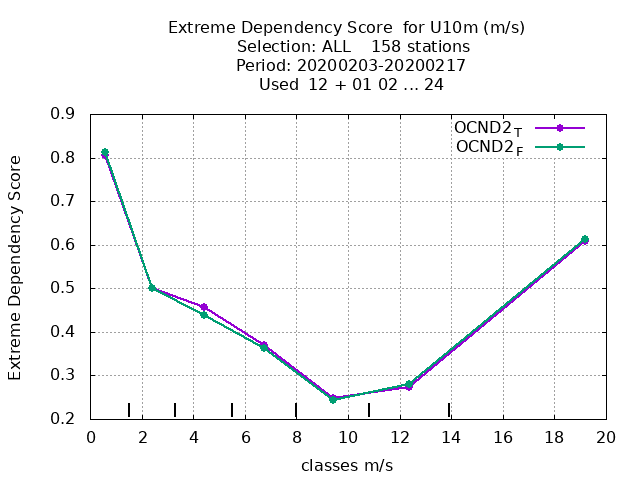 Extreme Dependency Score  for U10m (m/s)
Selection: ALL    158 stations
Period: 20200203-20200217
Used  12 + 01 02 ... 24
Extreme Dependency Score
0.9
0.8
0.7
0.6
0.5
0.4
0.3
0.2
OCND2T
OCND2F
0 2 4 6 8 10 12 14 16 18 20
classes m/s